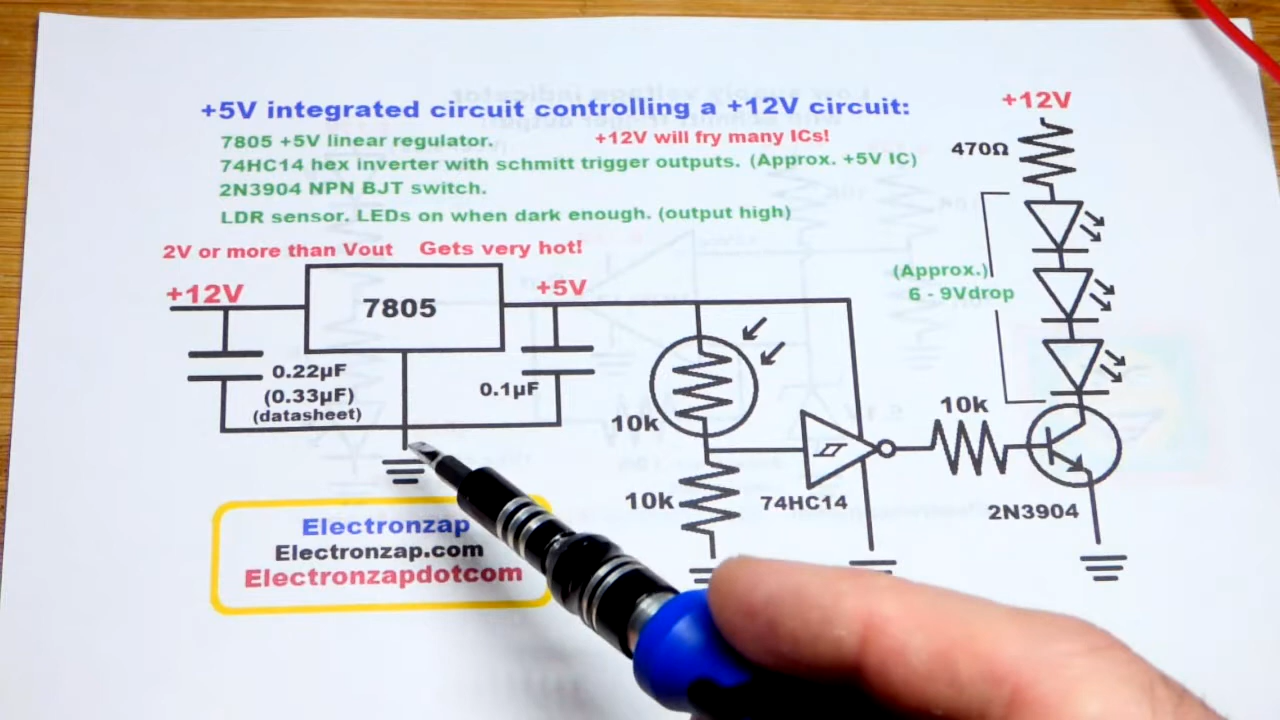 +5V integrated circuit controlling a +12V circuit:
7805 +5V linear regulator.
+12V will fry many ICs!
74HC14 hex inverter with schmitt trigger outputs. (Approx. +5V IC)
2N3904 NPN BJT switch.
LDR sensor. LEDs on when dark enough. (output high)
2V or more than Vout
Gets very hot!
+12V
7805
+5V
0.22µF
(0.33µF)
(datasheet)
0.1µF
10k
10k
74HC14
10k
2N3904
+12V
470Ω
(Approx.)
6 - 9Vdrop
Electronzap
Electronzap.com
Electronzapdotcom